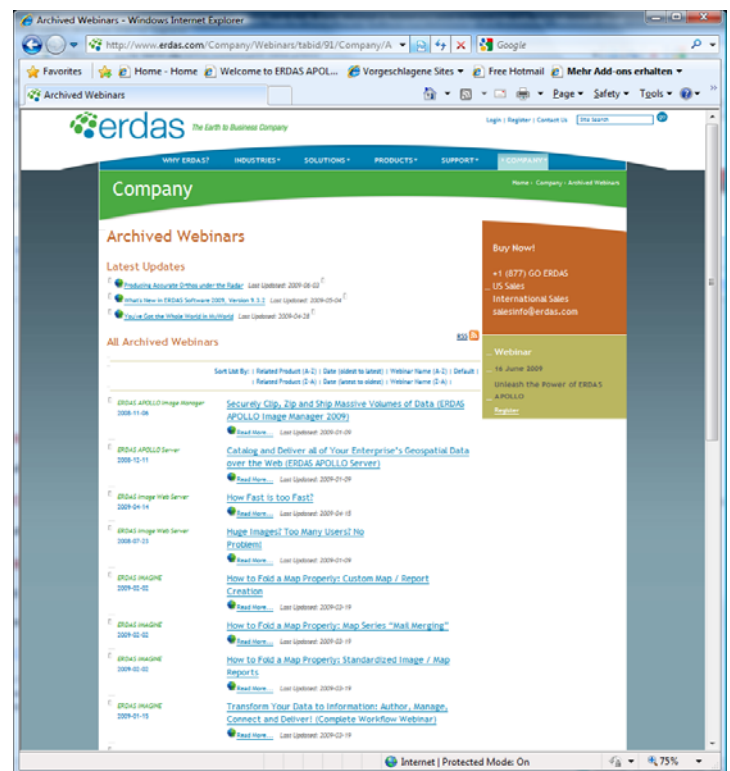 Archived Webinars - Windows Internet Explorer
http://www.erdas.com/Company/Webinars/tabid/91/Company/A
Google
Favorites Home - Home Welcome to ERDAS APOL... Vorgeschlagene Sites Free Hotmail Mehr Add-ons erhalten
Archived Webinars
Page Safety Tools
erdas The Earth to Business Company
Login | Register | Contact Us
WHY ERDAS? INDUSTRIES SOLUTIONS PRODUCTS SUPPORT COMPANY
Company
Home > Company > Archived Webinars
Archived Webinars
Latest Updates
Producing Accurate Orthos under the Radar Last Updated: 2009-06-02
What's New in ERDAS Software 2009, Version 9.3.2 Last Updated: 2009-05-04
You've Got the Whole World in MyWorld Last Updated: 2009-04-28
All Archived Webinars
RSS
Sort List By: | Related Product (A-Z) | Date (oldest to latest) | Webinar Name (A-Z) | Default |
| Related Product (Z-A) | Date (latest to oldest) | Webinar Name (Z-A) |
ERDAS APOLLO Image Manager
2008-11-06
Securely Clip, Zip and Ship Massive Volumes of Data (ERDAS
APOLLO Image Manager 2009)
Read More... Last Updated: 2009-01-09
ERDAS APOLLO Server
2008-12-11
Catalog and Deliver all of Your Enterprise's Geospatial Data
over the Web (ERDAS APOLLO Server)
Read More... Last Updated: 2009-01-09
ERDAS Image Web Server
2009-04-14
How Fast is too Fast?
Read More... Last Updated: 2009-04-15
ERDAS Image Web Server
2008-07-23
Huge Images? Too Many Users? No
Problem!
Read More... Last Updated: 2009-01-09
ERDAS IMAGINE
2009-02-02
How to Fold a Map Properly: Custom Map / Report
Creation
Read More... Last Updated: 2009-03-19
ERDAS IMAGINE
2009-02-02
How to Fold a Map Properly: Map Series "Mail Merging"
Read More... Last Updated: 2009-03-19
ERDAS IMAGINE
2009-02-02
How to Fold a Map Properly: Standardized Image / Map
Reports
Read More... Last Updated: 2009-03-19
ERDAS IMAGINE
2009-01-15
Transform Your Data to Information: Author, Manage,
Connect and Deliver! (Complete Workflow Webinar)
Read More... Last Updated: 2009-03-19
Buy Now!
+1 (877) GO ERDAS
US Sales
International Sales
salesinfo@erdas.com
Webinar
16 June 2009
Unleash the Power of ERDAS
APOLLO
Register
Internet | Protected Mode: On
75%